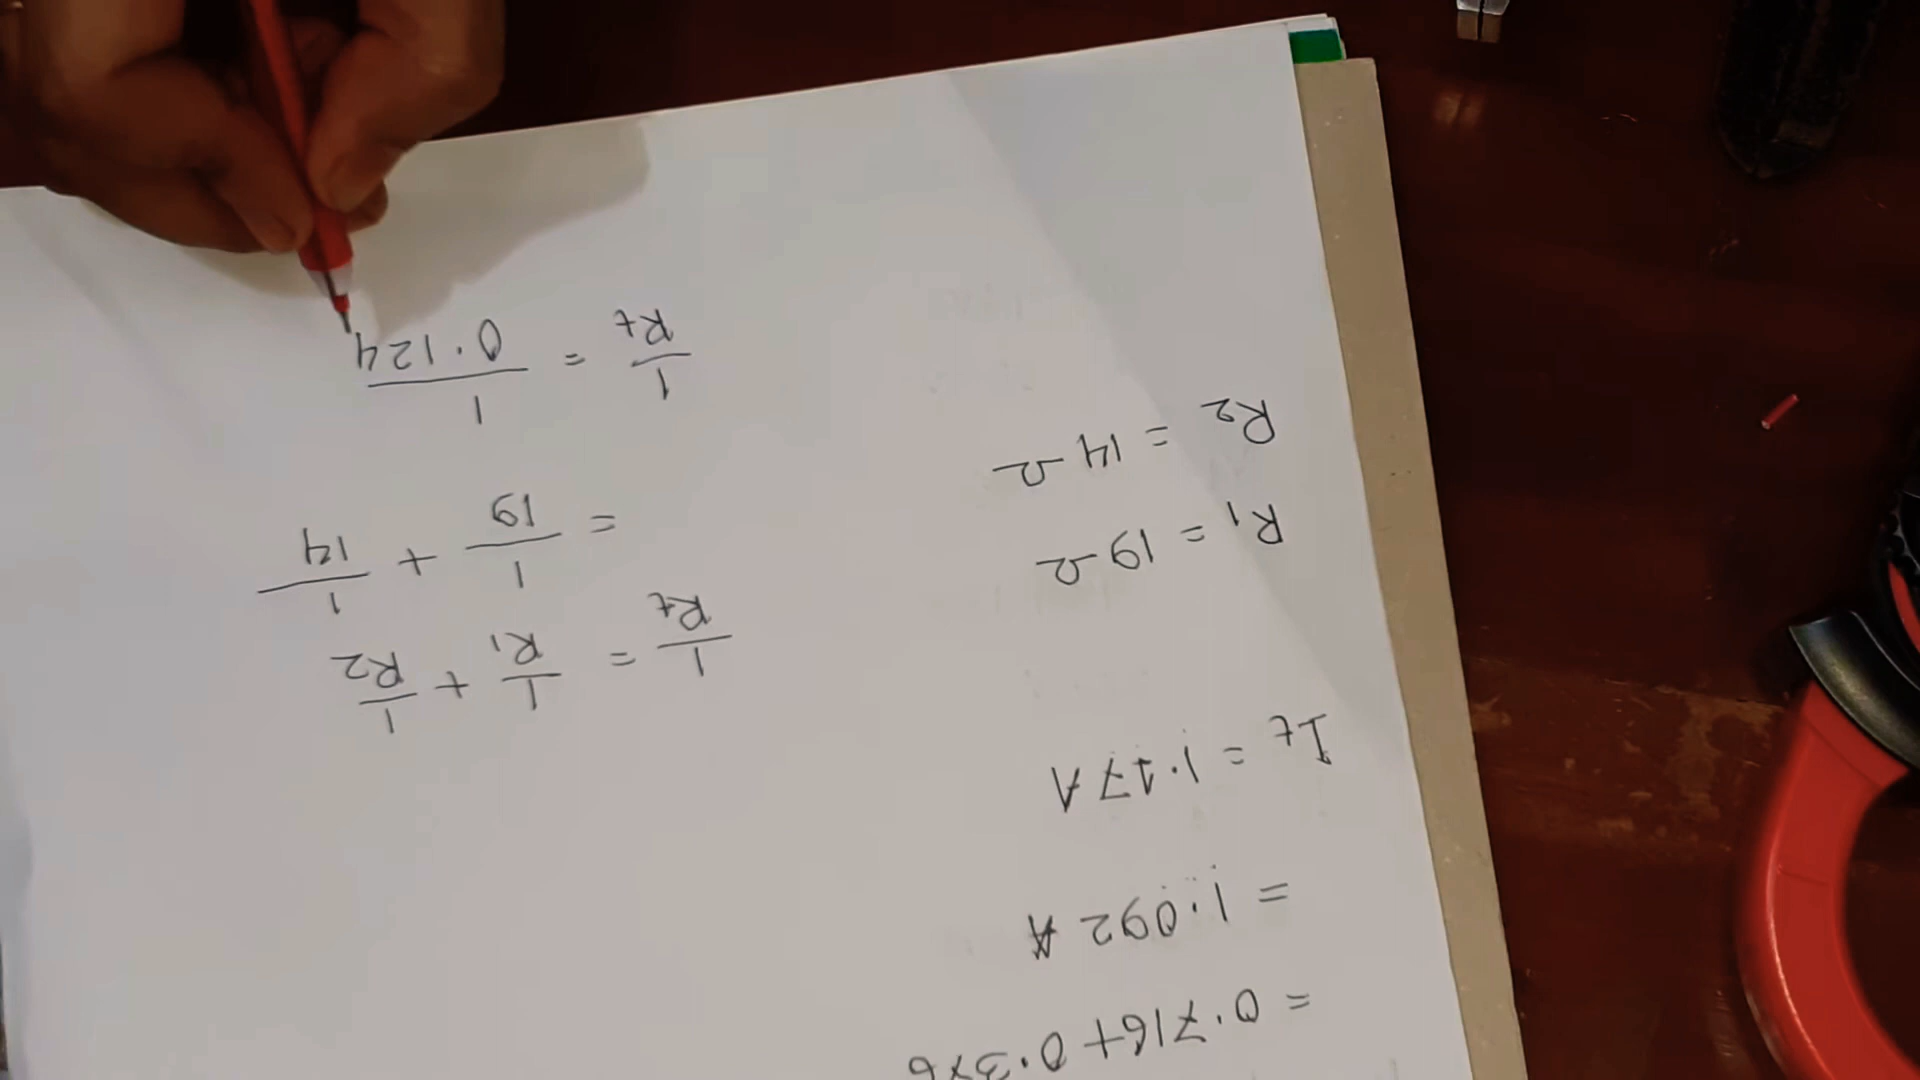 = 0.716 + 0.376
= 1.092 A
It = 1.17 A
R1 = 19 Ω
R2 = 14 Ω
1/Rt = 1/R1 + 1/R2
= 1/19 + 1/14
1/Rt = 1/0.124